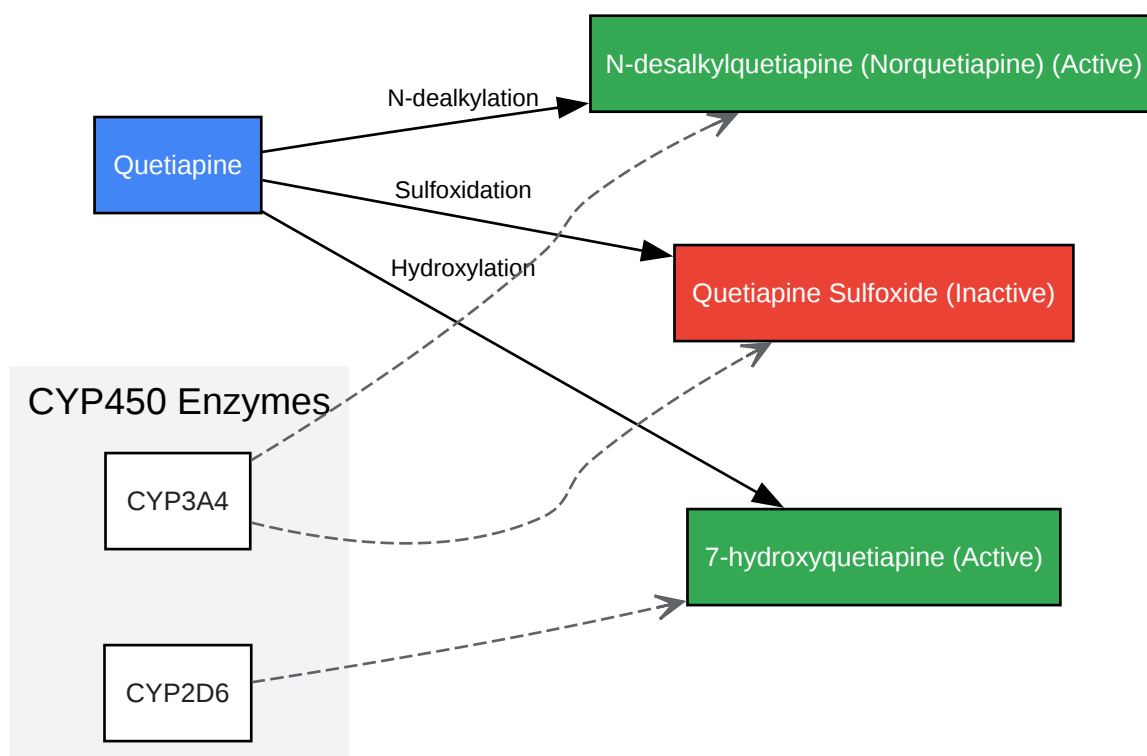 N-desalkylquetiapine (Norquetiapine) (Active)
N-dealkylation
Quetiapine
Sulfoxidation
Hydroxylation
Quetiapine Sulfoxide (Inactive)
CYP450 Enzymes
CYP3A4
7-hydroxyquetiapine (Active)
CYP2D6